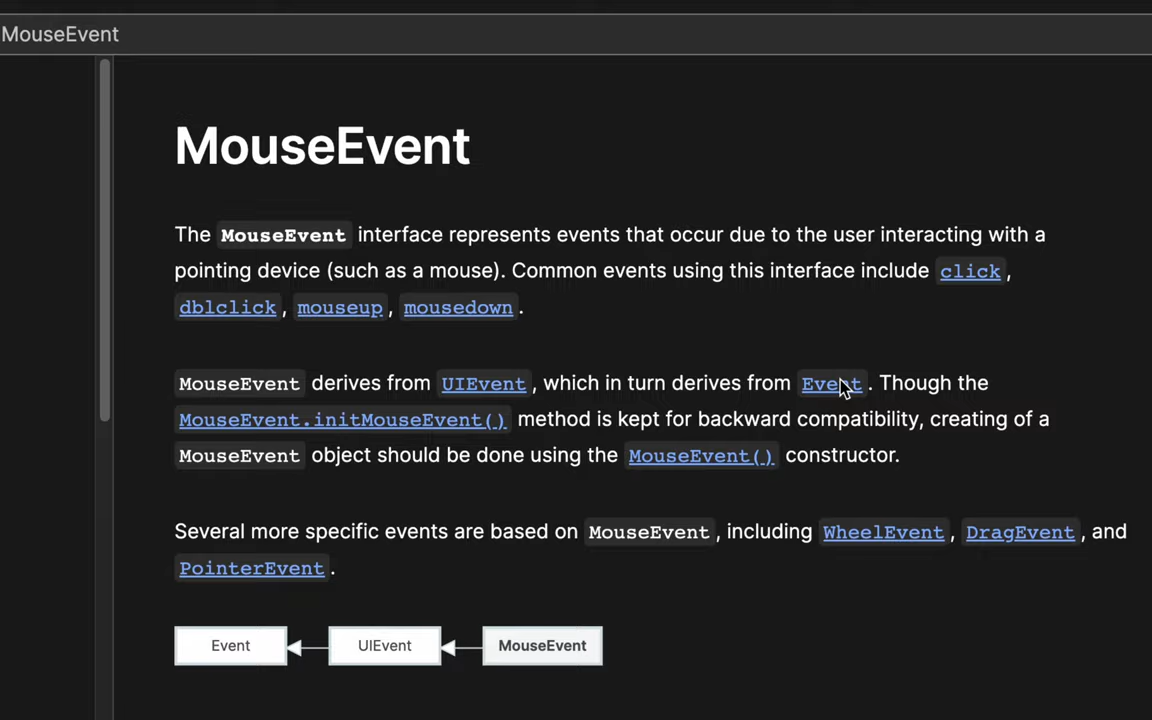 MouseEvent
MouseEvent
The MouseEvent interface represents events that occur due to the user interacting with a
pointing device (such as a mouse). Common events using this interface include click,
dblclick, mouseup, mousedown.
MouseEvent derives from UIEvent, which in turn derives from Event. Though the
MouseEvent.initMouseEvent() method is kept for backward compatibility, creating of a
MouseEvent object should be done using the MouseEvent() constructor.
Several more specific events are based on MouseEvent, including WheelEvent, DragEvent, and
PointerEvent.
Event UIEvent MouseEvent